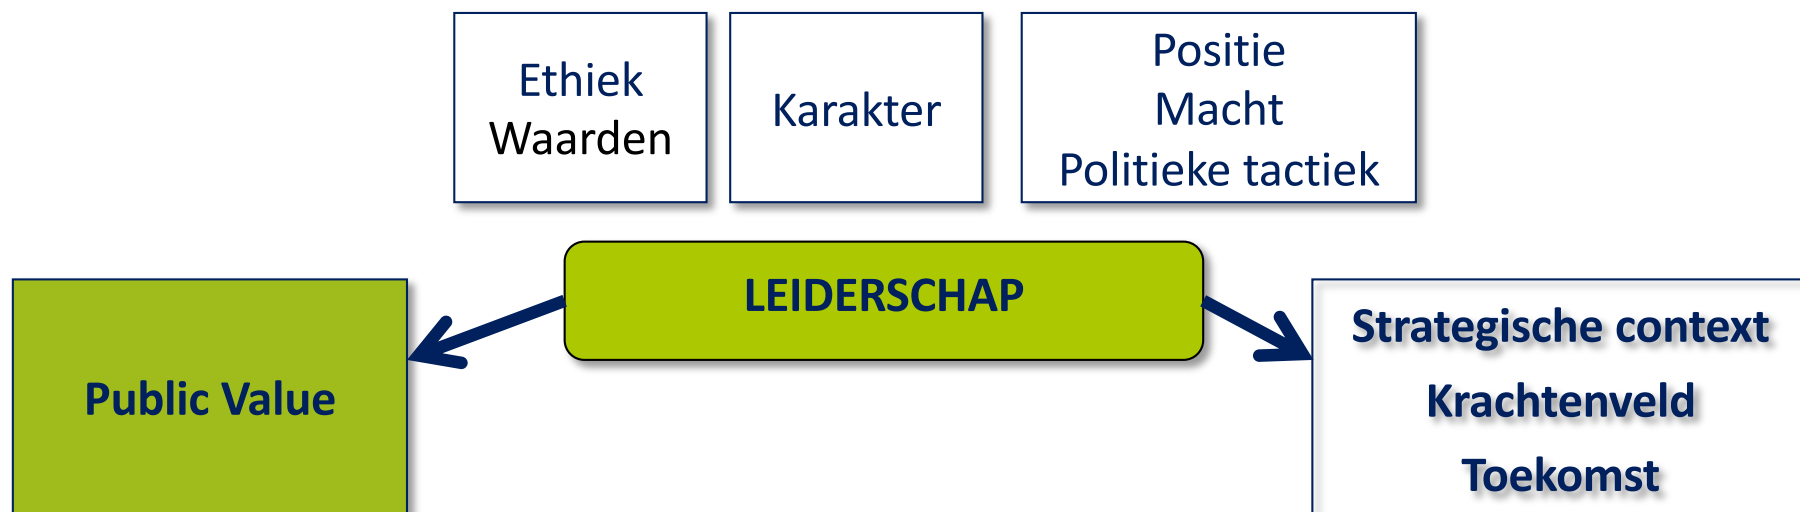 Ethiek
Waarden
Karakter
Positie
Macht
Politieke tactiek
LEIDERSCHAP
Public Value
Strategische context
Krachtenveld
Toekomst